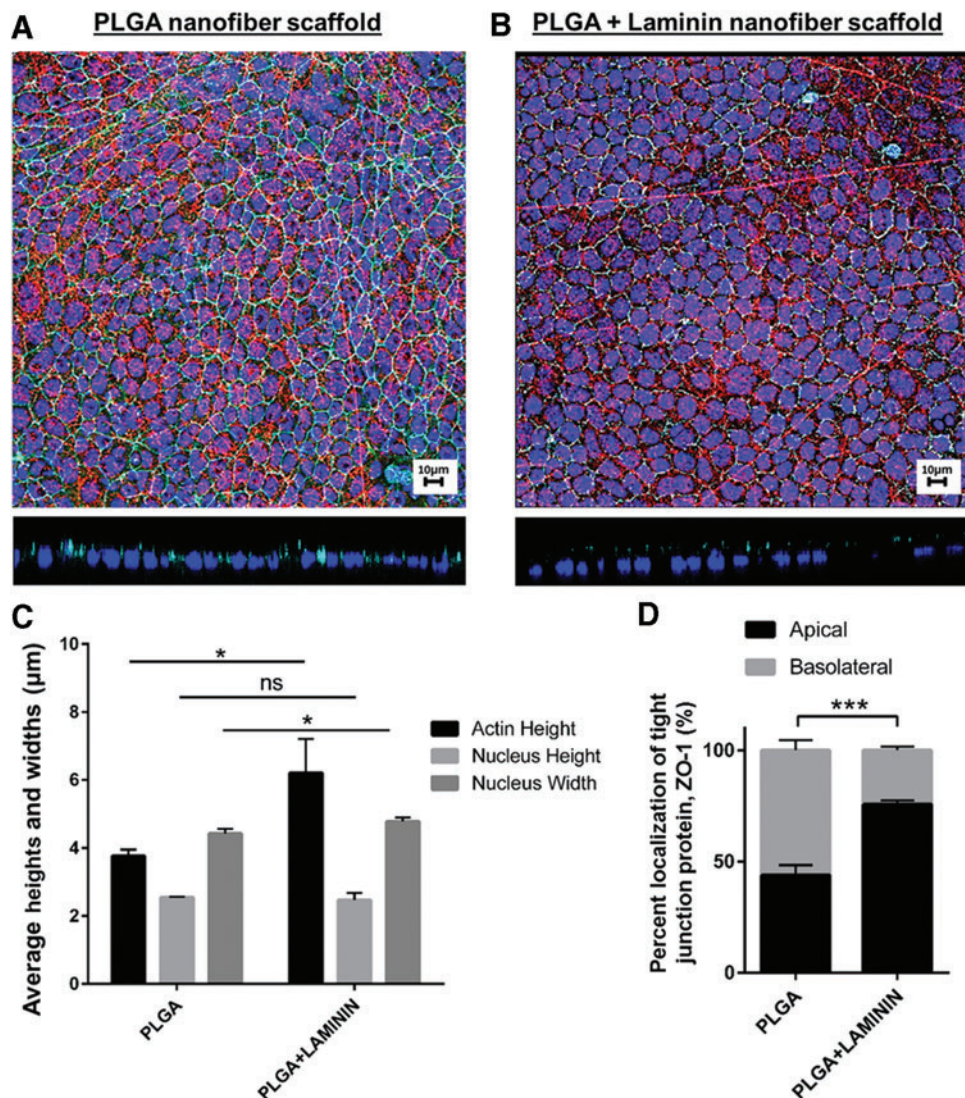 A
PLGA nanofiber scaffold
B
PLGA + Laminin nanofiber scaffold
10µm
10µm
C
Average heights and widths (µm)
10
8
6
4
2
0
*
ns
*
Actin Height
Nucleus Height
Nucleus Width
PLGA
PLGA+LAMININ
D
Apical
Basolateral
Percent localization of tight
junction protein, ZO-1 (%)
100
50
0
***
PLGA
PLGA+LAMININ